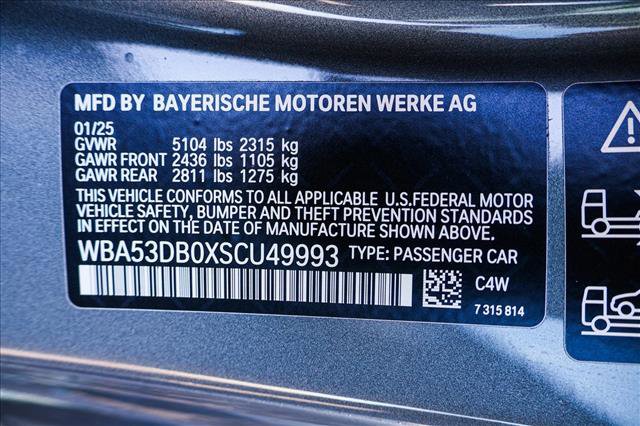 MFD BY BAYERISCHE MOTOREN WERKE AG
01/25
GVWR 5104 lbs 2315 kg
GAWR FRONT 2436 lbs 1105 kg
GAWR REAR 2811 lbs 1275 kg
THIS VEHICLE CONFORMS TO ALL APPLICABLE U.S.FEDERAL MOTOR
VEHICLE SAFETY, BUMPER AND THEFT PREVENTION STANDARDS
IN EFFECT ON THE DATE OF MANUFACTURE SHOWN ABOVE.
WBA53DB0XSCU49993 TYPE: PASSENGER CAR
C4W
7 315 814